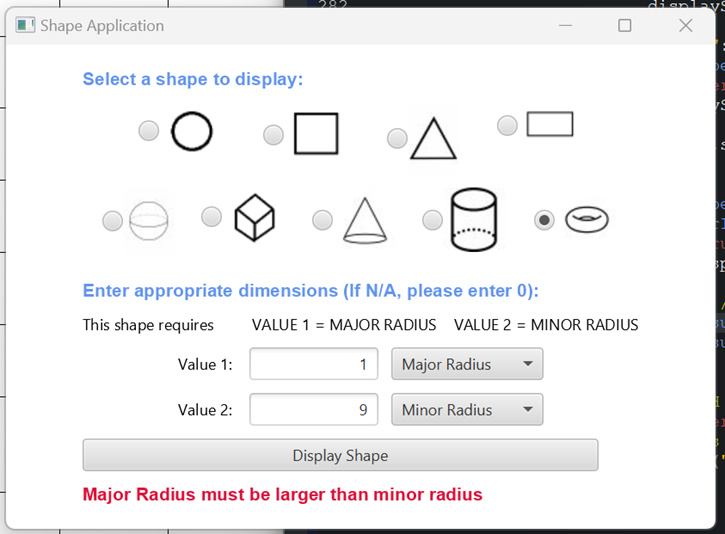 282
displayS
Shape Application
Select a shape to display:
Enter appropriate dimensions (If N/A, please enter 0):
This shape requires VALUE 1 = MAJOR RADIUS VALUE 2 = MINOR RADIUS
Value 1: 1 Major Radius
Value 2: 9 Minor Radius
Display Shape
Major Radius must be larger than minor radius